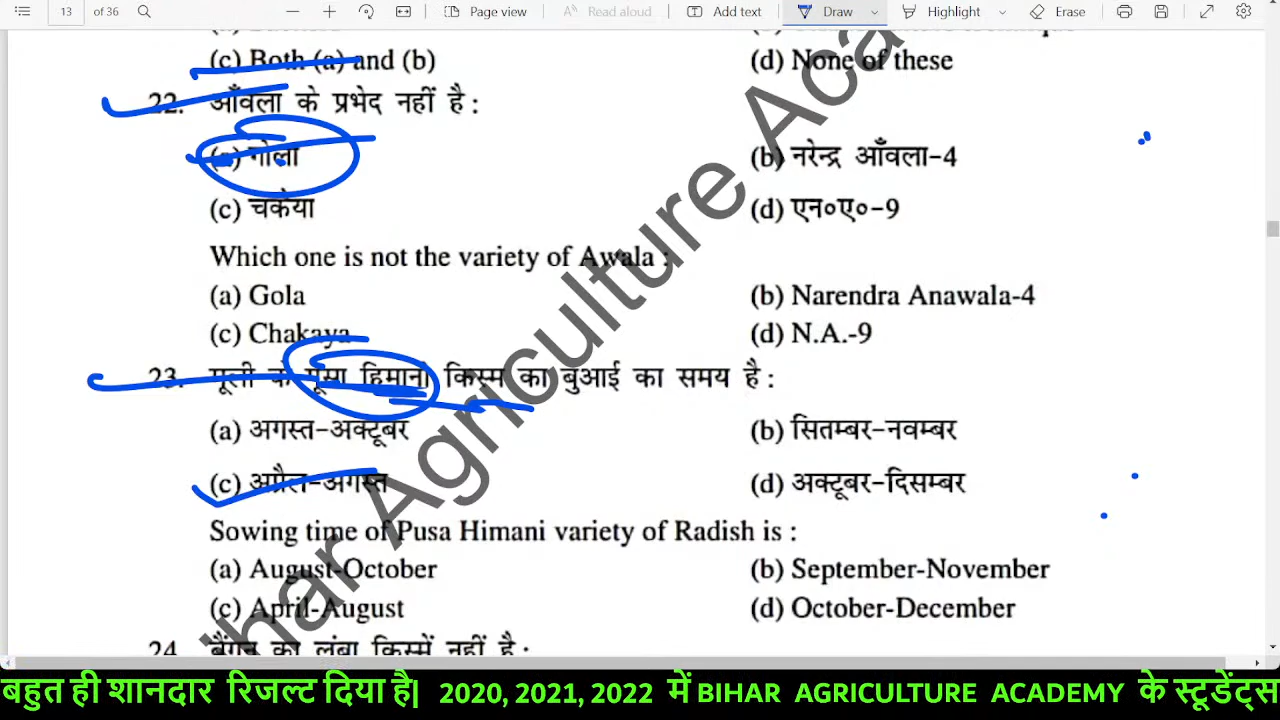 13 of 36 Page view Read aloud Add text Draw Highlight Erase
(c) Both (a) and (b) (d) None of these
22. आँवला के प्रभेद नहीं है :
(a) गोला (b) नरेन्द्र आँवला-4
(c) चकेया (d) एन०ए०-9
Which one is not the variety of Awala :
(a) Gola (b) Narendra Anawala-4
(c) Chakaya (d) N.A.-9
23. मूली के पूसा हिमानी किस्म का बुआई का समय है :
(a) अगस्त-अक्टूबर (b) सितम्बर-नवम्बर
(c) अप्रैल-अगस्त (d) अक्टूबर-दिसम्बर
Sowing time of Pusa Himani variety of Radish is :
(a) August-October (b) September-November
(c) April-August (d) October-December
24. बैंगन की लंबी किस्में नहीं है :
बहुत ही शानदार रिजल्ट दिया है| 2020, 2021, 2022 में BIHAR AGRICULTURE ACADEMY के स्टूडेंट्स